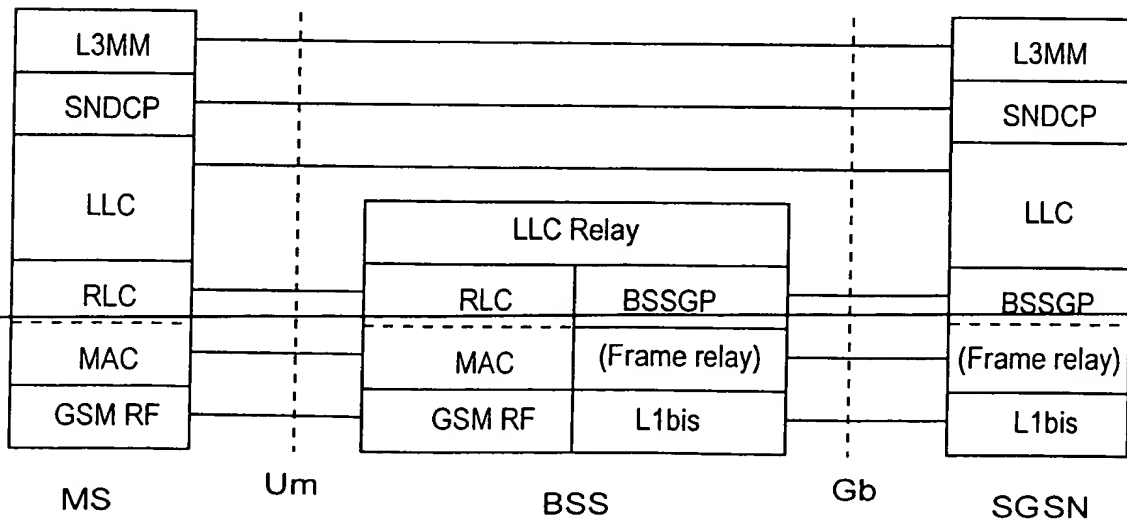 L3MM
L3MM
SNDCP
SNDCP
LLC
LLC
LLC Relay
RLC
RLC
BSSGP
BSSGP
MAC
MAC
(Frame relay)
(Frame relay)
GSM RF
GSM RF
L1bis
L1bis
MS
Um
BSS
Gb
SGSN